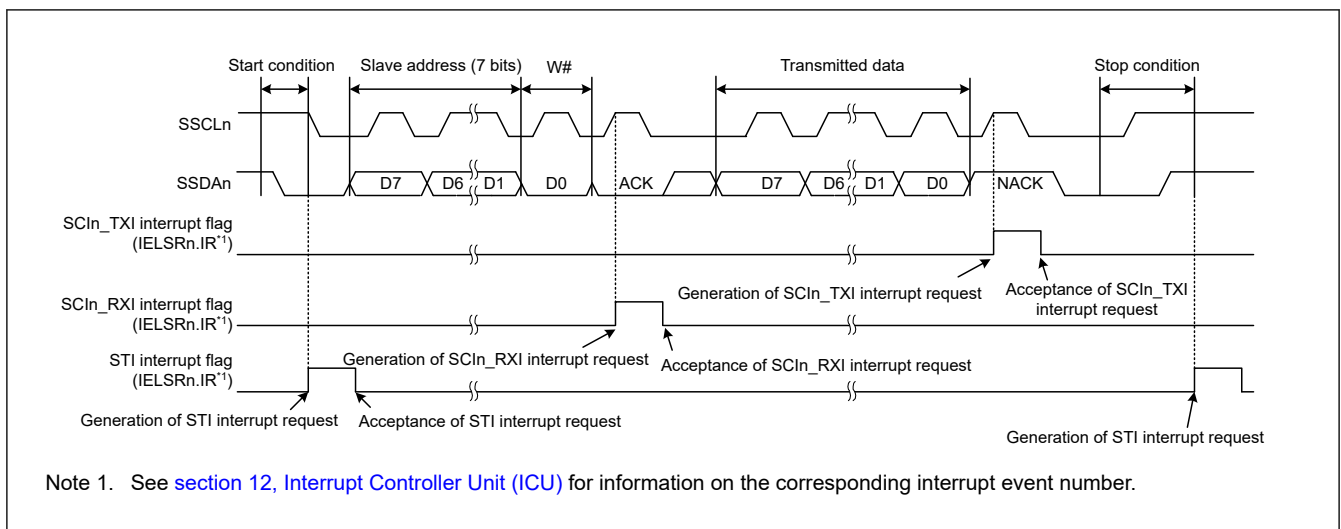 Start condition
Slave address (7 bits)
W#
Transmitted data
Stop condition
SSCLn
SSDAn
D7
D6
D1
D0
ACK
D7
D6
D1
D0
NACK
SCIn_TXI interrupt flag
(IELSRn.IR*1)
Generation of SCIn_TXI interrupt request
Acceptance of SCIn_TXI
interrupt request
SCIn_RXI interrupt flag
(IELSRn.IR*1)
Generation of SCIn_RXI interrupt request
Acceptance of SCIn_RXI interrupt request
STI interrupt flag
(IELSRn.IR*1)
Generation of STI interrupt request
Acceptance of STI interrupt request
Generation of STI interrupt request
Note 1. See section 12, Interrupt Controller Unit (ICU) for information on the corresponding interrupt event number.